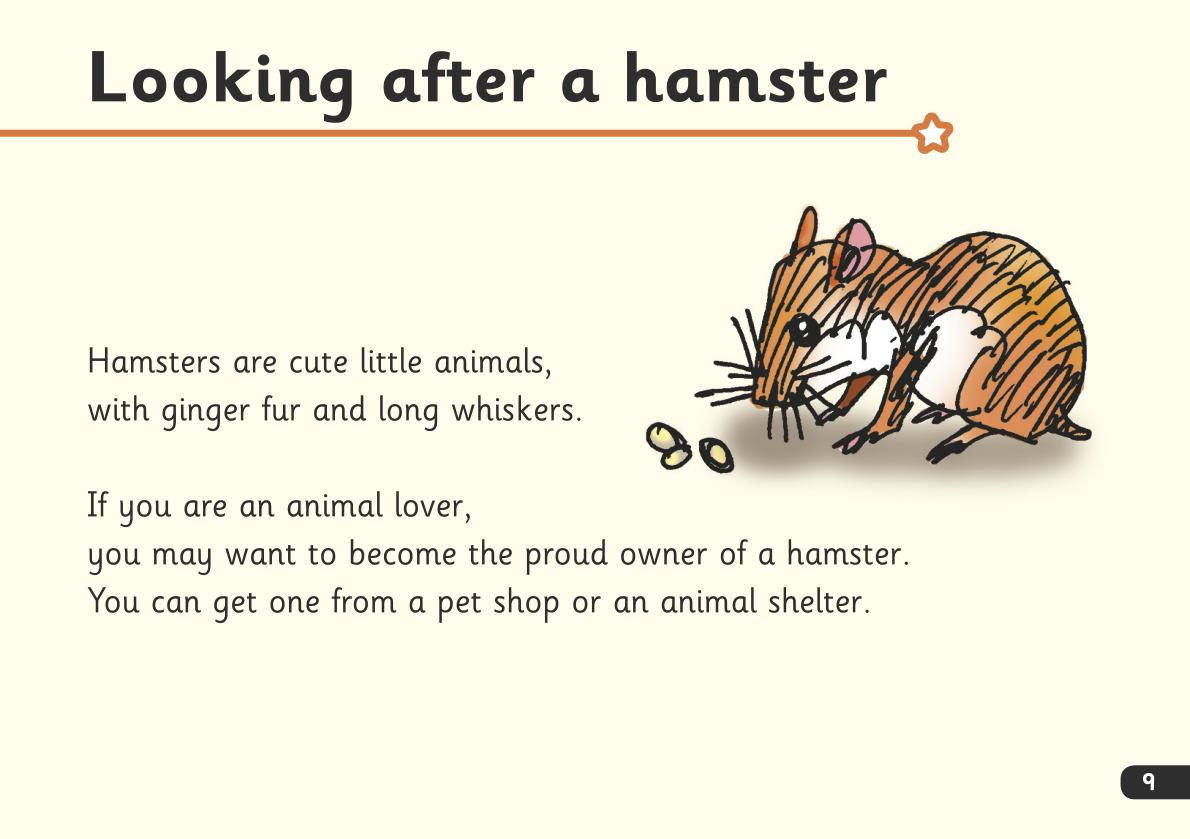 Looking after a hamster
Hamsters are cute little animals,
with ginger fur and long whiskers.
If you are an animal lover,
you may want to become the proud owner of a hamster.
You can get one from a pet shop or an animal shelter.
9